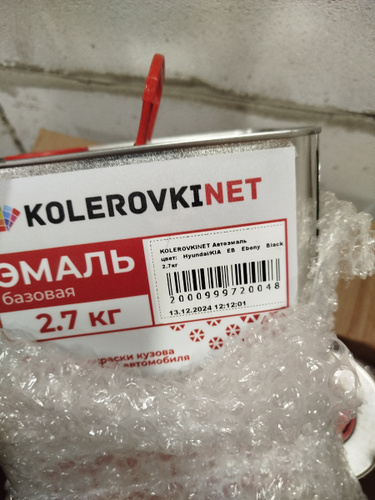 KOLEROVKINET
ЭМАЛЬ
базовая
2.7 кг
KOLEROVKINET Автоэмаль
цвет: Hyundai/KIA EB Ebony Black
2.7кг
2000999720048
13.12.2024 12:12:01
кузова
автомобиля